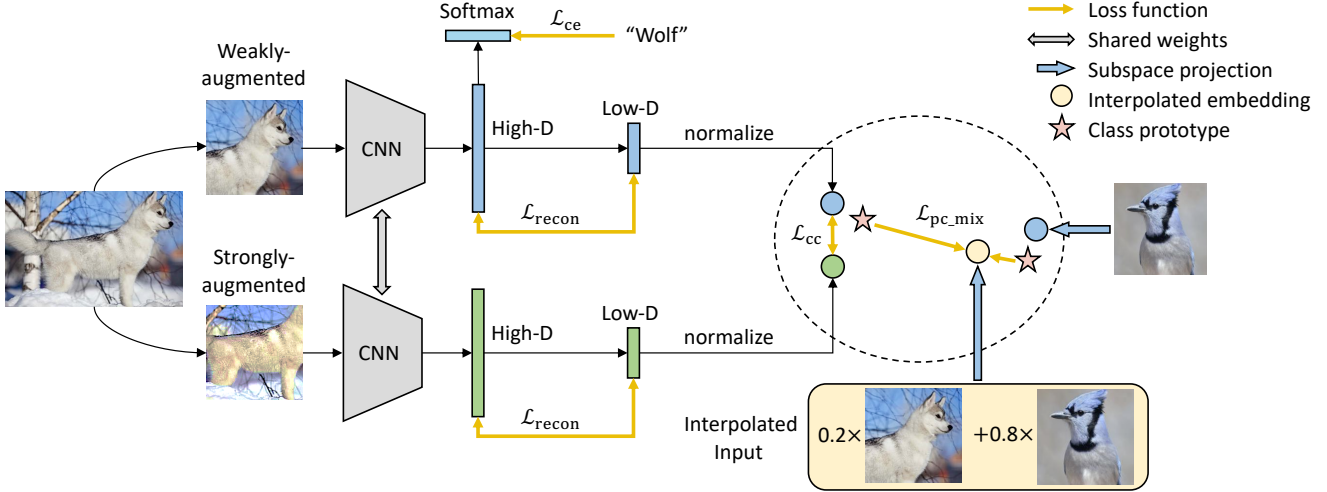 Softmax
ℒce
"Wolf"
Loss function
Shared weights
Subspace projection
Interpolated embedding
Class prototype
Weakly-
augmented
CNN
High-D
Low-D
normalize
ℒrecon
ℒcc
ℒpc_mix
Strongly-
augmented
CNN
High-D
Low-D
normalize
ℒrecon
Interpolated
Input
0.2×
+0.8×